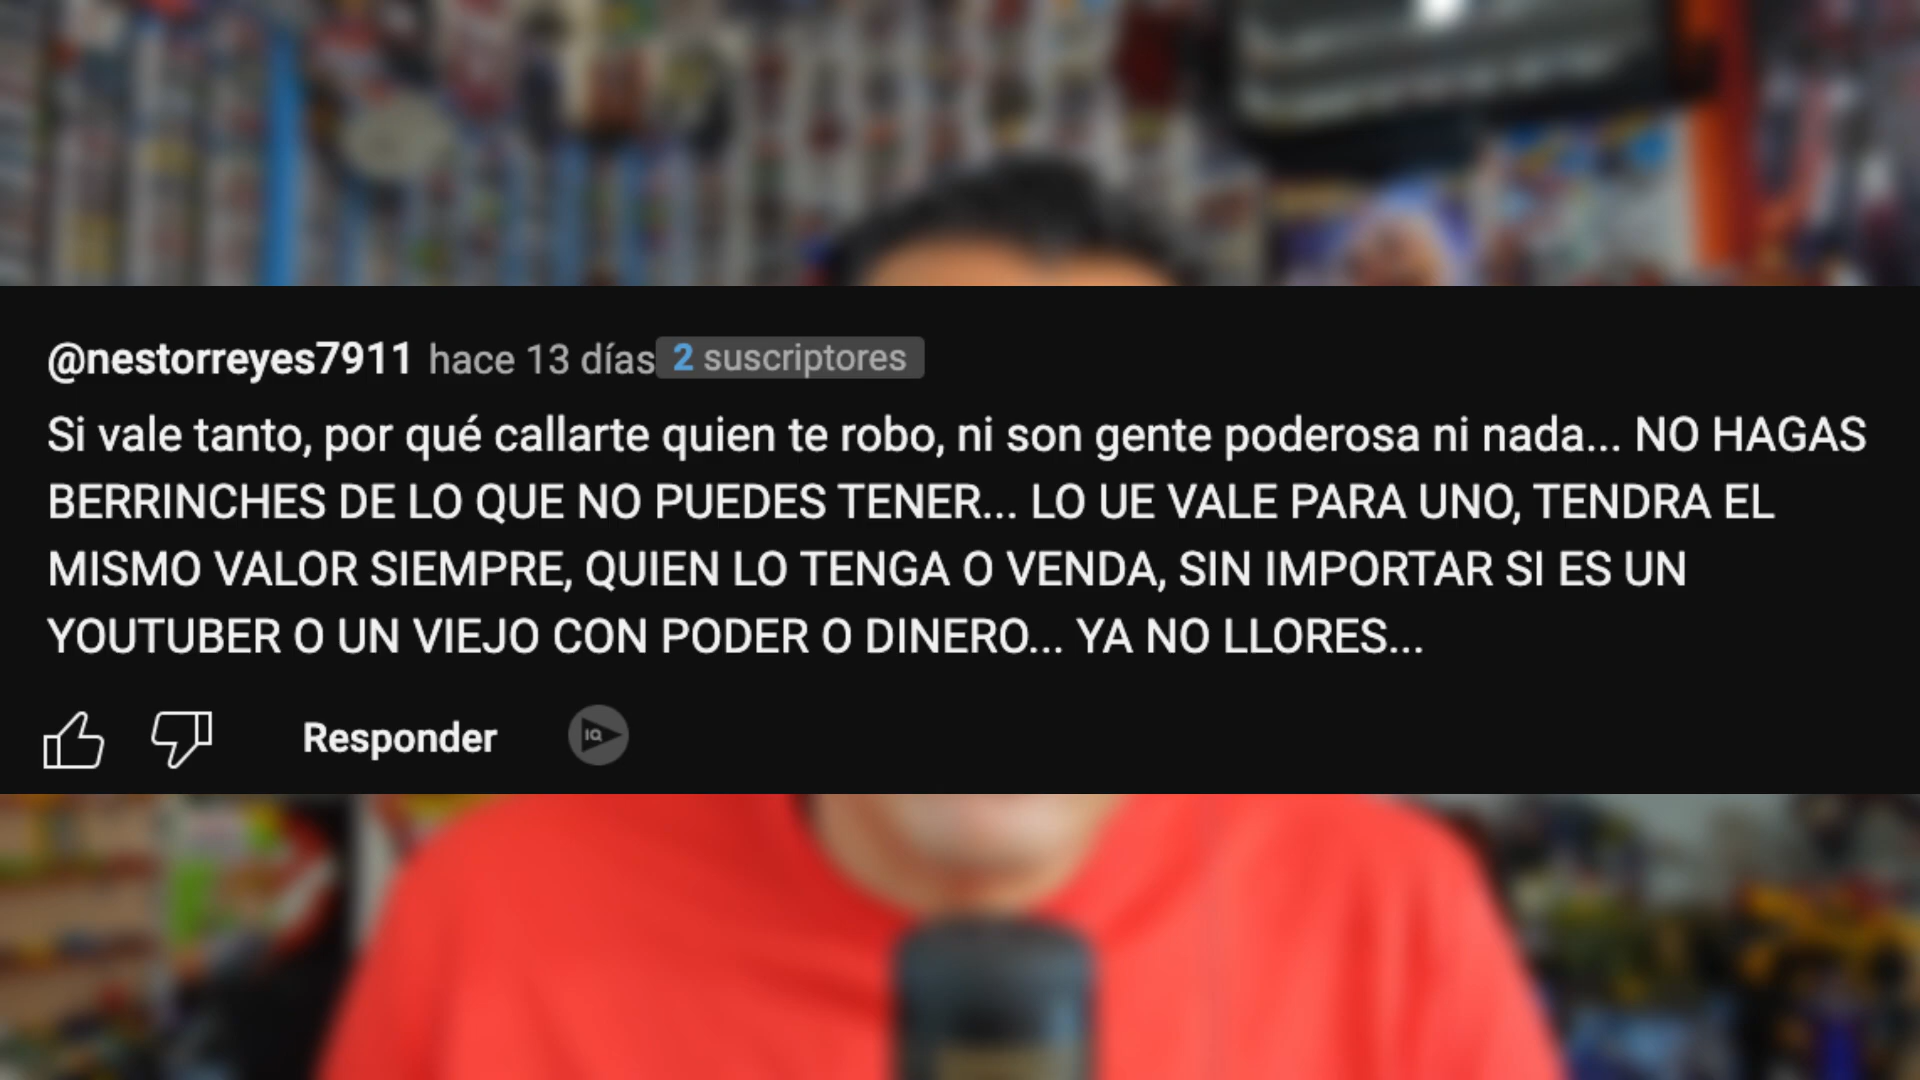 @nestorreyes7911 hace 13 días 2 suscriptores
Si vale tanto, por qué callarte quien te robo, ni son gente poderosa ni nada... NO HAGAS
BERRINCHES DE LO QUE NO PUEDES TENER... LO UE VALE PARA UNO, TENDRA EL
MISMO VALOR SIEMPRE, QUIEN LO TENGA O VENDA, SIN IMPORTAR SI ES UN
YOUTUBER O UN VIEJO CON PODER O DINERO... YA NO LLORES...
Responder IQ